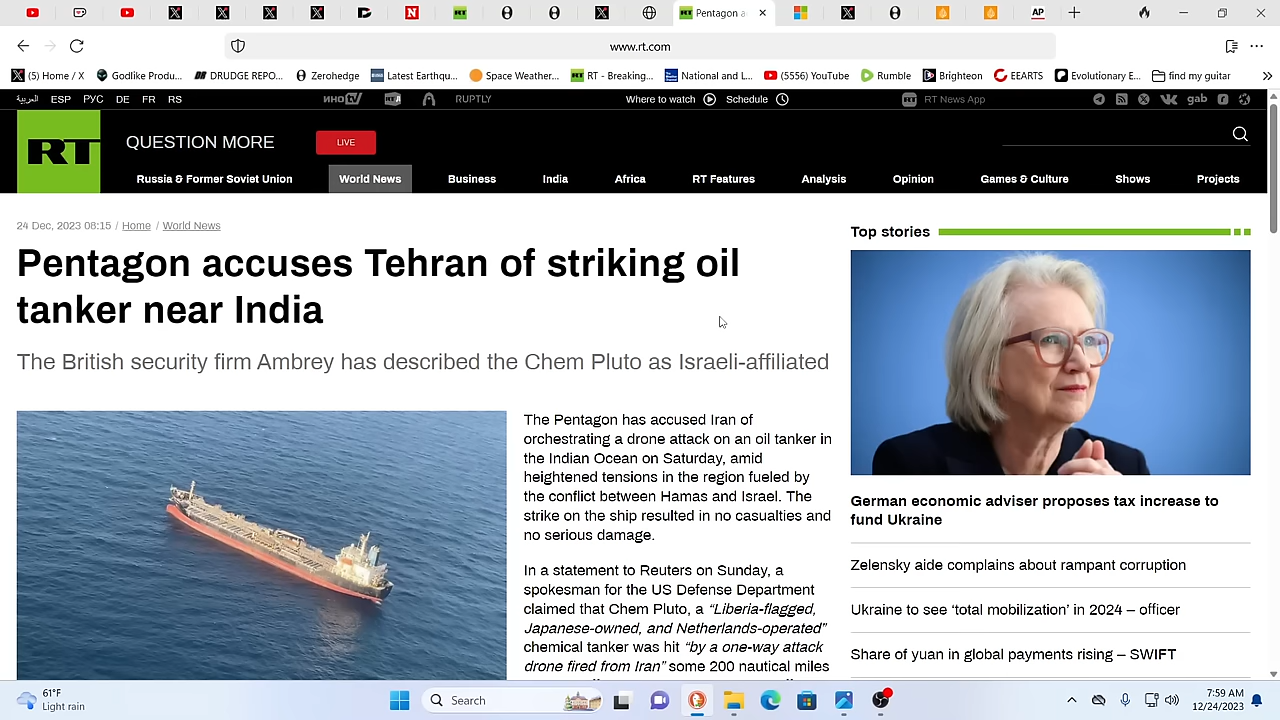 Pentagon a
AP
www.rt.com
(5) Home / X
Godlike Produ...
DRUDGE REPO...
Zerohedge
Latest Earthqu...
Space Weather...
RT - Breaking...
National and L...
(5556) YouTube
Rumble
Brighteon
EEARTS
Evolutionary E...
find my guitar
العربية ESP РУС DE FR RS
ИНОTV
RUPTLY
Where to watch
Schedule
RT News App
gab
RT
QUESTION MORE
LIVE
Russia & Former Soviet Union
World News
Business
India
Africa
RT Features
Analysis
Opinion
Games & Culture
Shows
Projects
24 Dec, 2023 08:15 / Home / World News
Pentagon accuses Tehran of striking oil
tanker near India
The British security firm Ambrey has described the Chem Pluto as Israeli-affiliated
The Pentagon has accused Iran of
orchestrating a drone attack on an oil tanker in
the Indian Ocean on Saturday, amid
heightened tensions in the region fueled by
the conflict between Hamas and Israel. The
strike on the ship resulted in no casualties and
no serious damage.
In a statement to Reuters on Sunday, a
spokesman for the US Defense Department
claimed that Chem Pluto, a “Liberia-flagged,
Japanese-owned, and Netherlands-operated”
chemical tanker was hit “by a one-way attack
drone fired from Iran” some 200 nautical miles
Top stories
German economic adviser proposes tax increase to
fund Ukraine
Zelensky aide complains about rampant corruption
Ukraine to see ‘total mobilization’ in 2024 – officer
Share of yuan in global payments rising – SWIFT
61°F
Light rain
Search
7:59 AM
12/24/2023